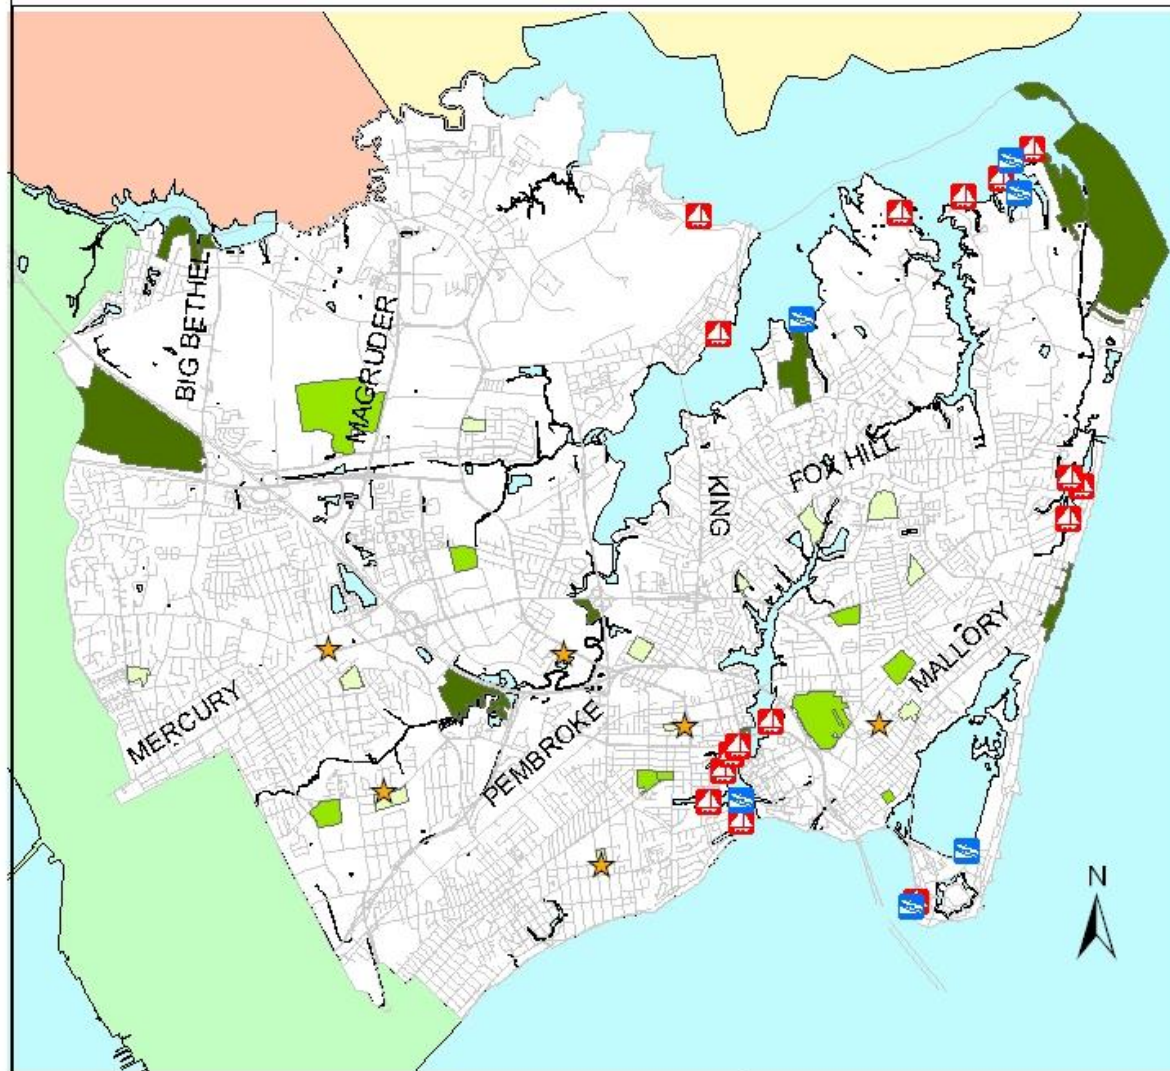 BIG BETHEL
MAGRUDER
KING
FOX HILL
MALLORY
MERCURY
PEMBROKE
N